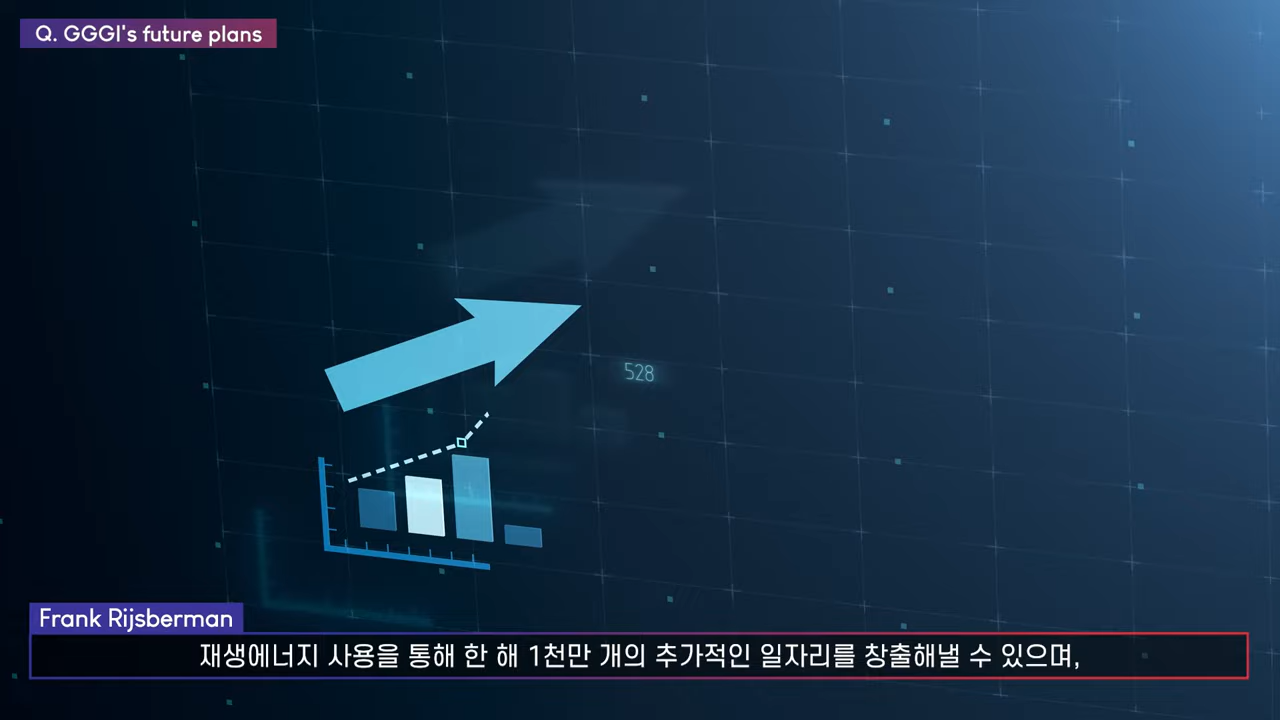 Q. GGGI's future plans
528
Frank Rijsberman
재생에너지 사용을 통해 한 해 1천만 개의 추가적인 일자리를 창출해낼 수 있으며,